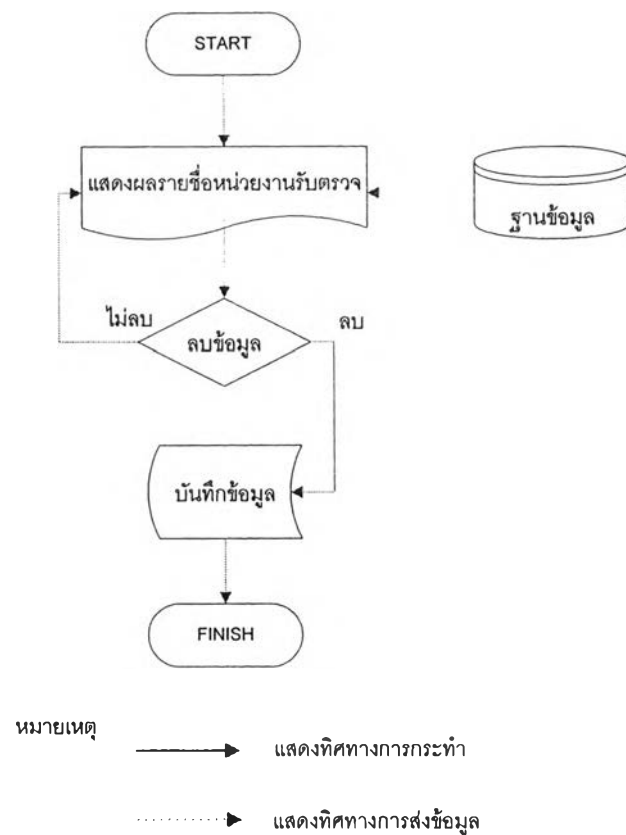 START
แสดงผลรายชื่อหน่วยงานรับตรวจ
ฐานข้อมูล
ไม่ลบ
ลบ
ลบข้อมูล
บันทึกข้อมูล
FINISH
หมายเหตุ
แสดงทิศทางการกระทำ
แสดงทิศทางการส่งข้อมูล